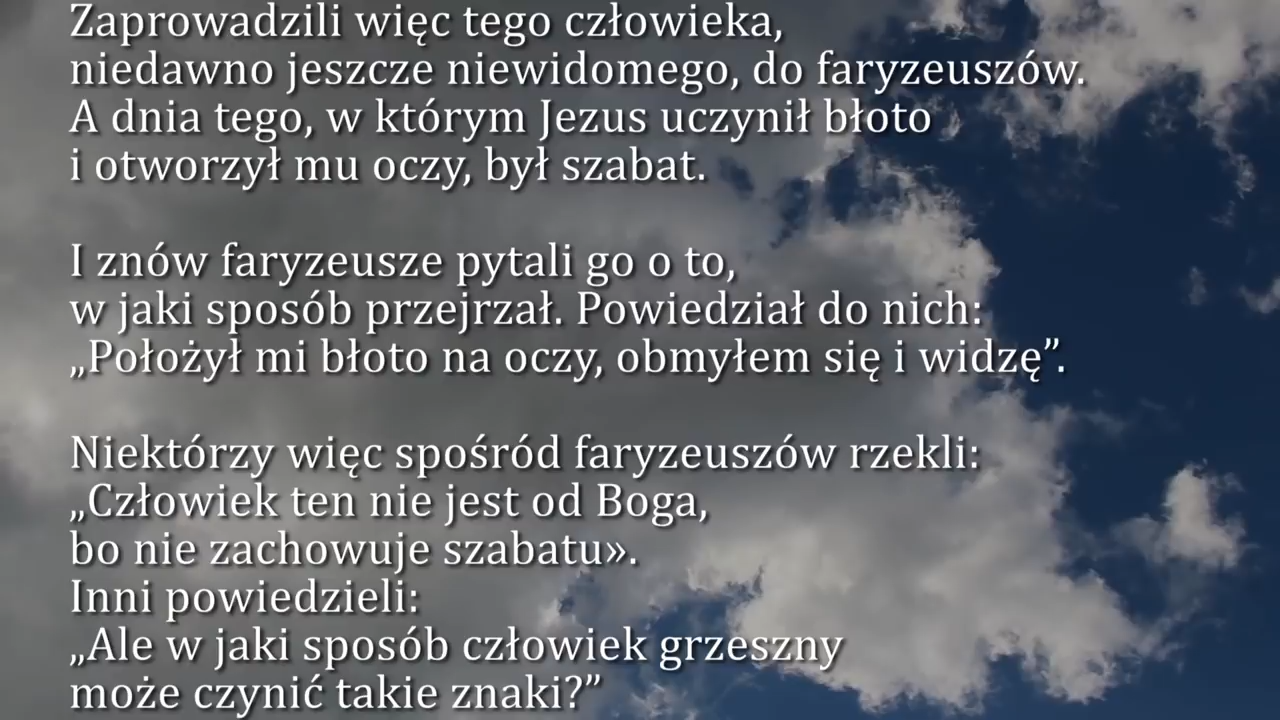 Zaprowadzili więc tego człowieka,
niedawno jeszcze niewidomego, do faryzeuszów.
A dnia tego, w którym Jezus uczynił błoto
i otworzył mu oczy, był szabat.
I znów faryzeusze pytali go o to,
w jaki sposób przejrzał. Powiedział do nich:
„Położył mi błoto na oczy, obmyłem się i widzę”.
Niektórzy więc spośród faryzeuszów rzekli:
„Człowiek ten nie jest od Boga,
bo nie zachowuje szabatu».
Inni powiedzieli:
„Ale w jaki sposób człowiek grzeszny
może czynić takie znaki?”